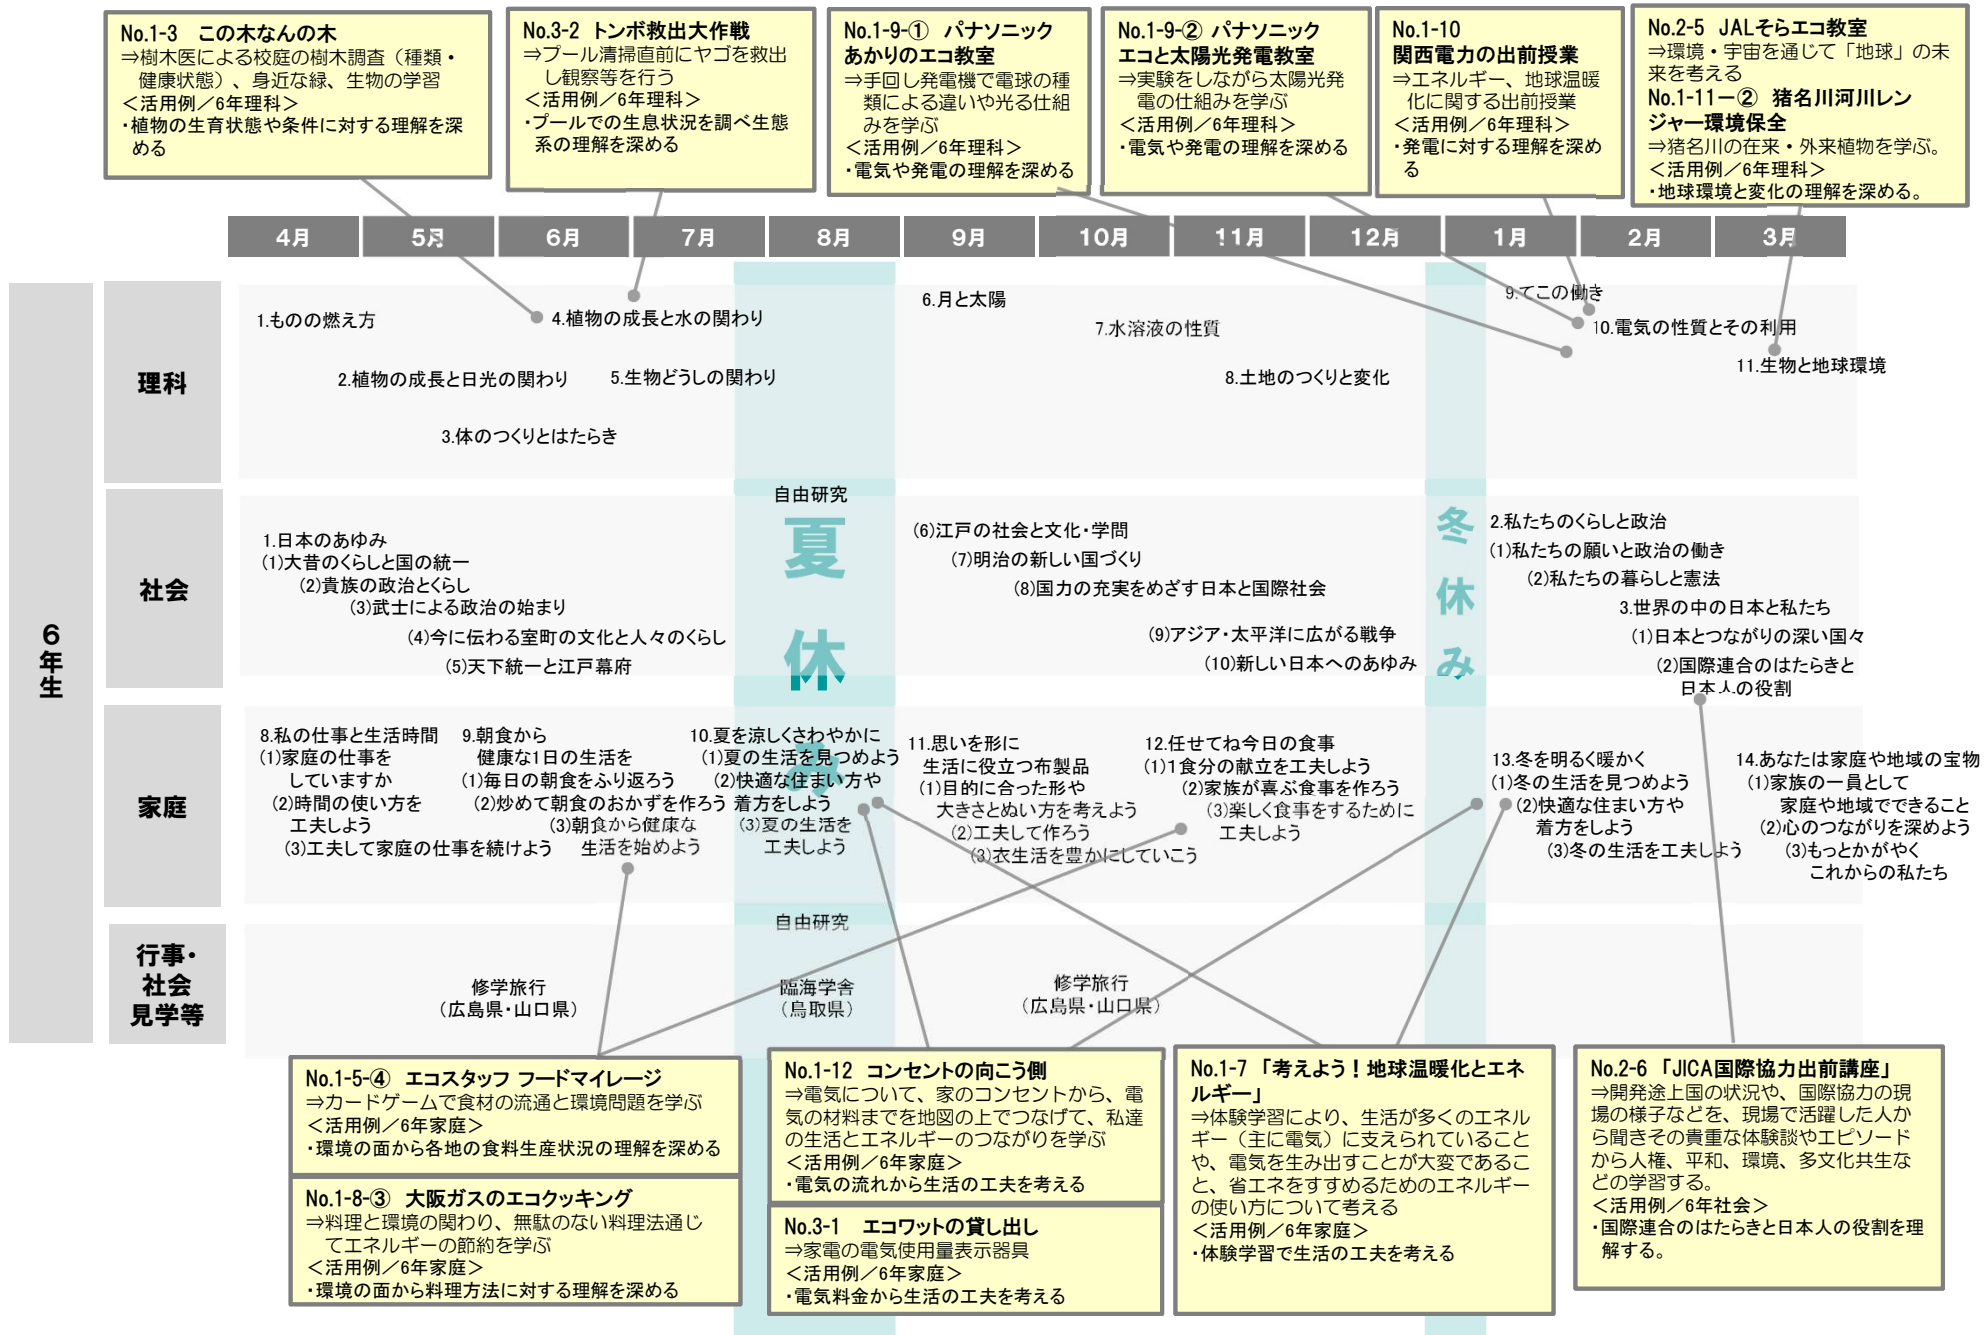 No.1-3　この木なんの木
⇒樹木医による校庭の樹木調査（種類・
健康状態）、身近な緑、生物の学習
＜活用例／6年理科＞
・植物の生育状態や条件に対する理解を深
める
No.3-2 トンボ救出大作戦
⇒プール清掃直前にヤゴを救出
し観察等を行う
＜活用例／6年理科＞
・プールでの生息状況を調べ生態
系の理解を深める
No.1-9-① パナソニック
あかりのエコ教室
⇒手回し発電機で電球の種
類による違いや光る仕組
みを学ぶ
＜活用例／6年理科＞
・電気や発電の理解を深める
No.1-9-② パナソニック
エコと太陽光発電教室
⇒実験をしながら太陽光発
電の仕組みを学ぶ
＜活用例／6年理科＞
・電気や発電の理解を深める
No.1-10
関西電力の出前授業
⇒エネルギー、地球温暖
化に関する出前授業
＜活用例／6年理科＞
・発電に対する理解を深め
る
No.2-5 JALそらエコ教室
⇒環境・宇宙を通じて「地球」の未
来を考える
No.1-11－② 猪名川河川レン
ジャー環境保全
⇒猪名川の在来・外来植物を学ぶ。
＜活用例／6年理科＞
・地球環境と変化の理解を深める。
4月 5月 6月 7月 8月 9月 10月 11月 12月 1月 2月 3月
6年生
理科
1.ものの燃え方
2.植物の成長と日光の関わり
3.体のつくりとはたらき
4.植物の成長と水の関わり
5.生物どうしの関わり
6.月と太陽
7.水溶液の性質
8.土地のつくりと変化
9.てこの働き
10.電気の性質とその利用
11.生物と地球環境
自由研究
夏休み
冬休み
社会
1.日本のあゆみ
(1)大昔のくらしと国の統一
(2)貴族の政治とくらし
(3)武士による政治の始まり
(4)今に伝わる室町の文化と人々のくらし
(5)天下統一と江戸幕府
(6)江戸の社会と文化・学問
(7)明治の新しい国づくり
(8)国力の充実をめざす日本と国際社会
(9)アジア・太平洋に広がる戦争
(10)新しい日本へのあゆみ
2.私たちのくらしと政治
(1)私たちの願いと政治の働き
(2)私たちの暮らしと憲法
3.世界の中の日本と私たち
(1)日本とつながりの深い国々
(2)国際連合のはたらきと
日本人の役割
家庭
8.私の仕事と生活時間
(1)家庭の仕事を
していますか
(2)時間の使い方を
工夫しよう
(3)工夫して家庭の仕事を続けよう
9.朝食から
健康な1日の生活を
(1)毎日の朝食をふり返ろう
(2)炒めて朝食のおかずを作ろう
(3)朝食から健康な
生活を始めよう
10.夏を涼しくさわやかに
(1)夏の生活を見つめよう
(2)快適な住まい方や
着方をしよう
(3)夏の生活を
工夫しよう
11.思いを形に
生活に役立つ布製品
(1)目的に合った形や
大きさとぬい方を考えよう
(2)工夫して作ろう
(3)衣生活を豊かにしていこう
12.任せてね今日の食事
(1)1食分の献立を工夫しよう
(2)家族が喜ぶ食事を作ろう
(3)楽しく食事をするために
工夫しよう
13.冬を明るく暖かく
(1)冬の生活を見つめよう
(2)快適な住まい方や
着方をしよう
(3)冬の生活を工夫しよう
14.あなたは家庭や地域の宝物
(1)家族の一員として
家庭や地域でできること
(2)心のつながりを深めよう
(3)もっとかがやく
これからの私たち
自由研究
行事・
社会
見学等
修学旅行
（広島県・山口県）
臨海学舎
（鳥取県）
修学旅行
（広島県・山口県）
No.1-5-④　エコスタッフ フードマイレージ
⇒カードゲームで食材の流通と環境問題を学ぶ
＜活用例／6年家庭＞
・環境の面から各地の食料生産状況の理解を深める
No.1-8-③　大阪ガスのエコクッキング
⇒料理と環境の関わり、無駄のない料理法通じ
てエネルギーの節約を学ぶ
＜活用例／6年家庭＞
・環境の面から料理方法に対する理解を深める
No.1-12 コンセントの向こう側
⇒電気について、家のコンセントから、電
気の材料までを地図の上でつなげて、私達
の生活とエネルギーのつながりを学ぶ
＜活用例／6年家庭＞
・電気の流れから生活の工夫を考える
No.3-1　エコワットの貸し出し
⇒家電の電気使用量表示器具
＜活用例／6年家庭＞
・電気料金から生活の工夫を考える
No.1-7 「考えよう！地球温暖化とエネ
ルギー」
⇒体験学習により、生活が多くのエネル
ギー（主に電気）に支えられていること
や、電気を生み出すことが大変であるこ
と、省エネをすすめるためのエネルギー
の使い方について考える
＜活用例／6年家庭＞
・体験学習で生活の工夫を考える
No.2-6 「JICA国際協力出前講座」
⇒開発途上国の状況や、国際協力の現
場の様子などを、現場で活躍した人か
ら聞きその貴重な体験談やエピソード
から人権、平和、環境、多文化共生な
どの学習する。
＜活用例／6年社会＞
・国際連合のはたらきと日本人の役割を理
解する。